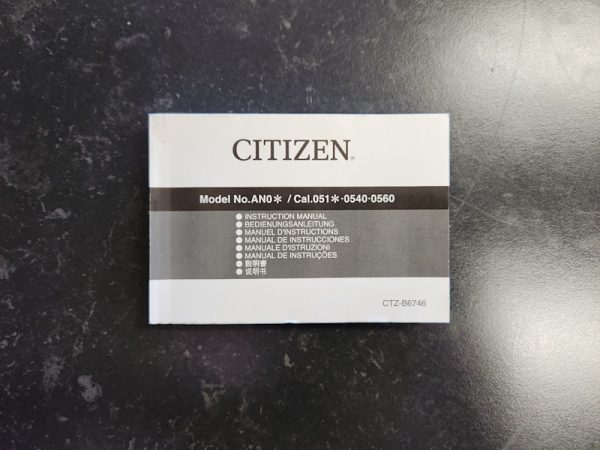 CITIZEN®
Model No.AN0＊ / Cal.051＊·0540·0560
● INSTRUCTION MANUAL
● BEDIENUNGSANLEITUNG
● MANUEL D'INSTRUCTIONS
● MANUAL DE INSTRUCCIONES
● MANUALE D'ISTRUZIONI
● MANUAL DE INSTRUÇÕES
● 説明書
● 说明书
CTZ-B6746